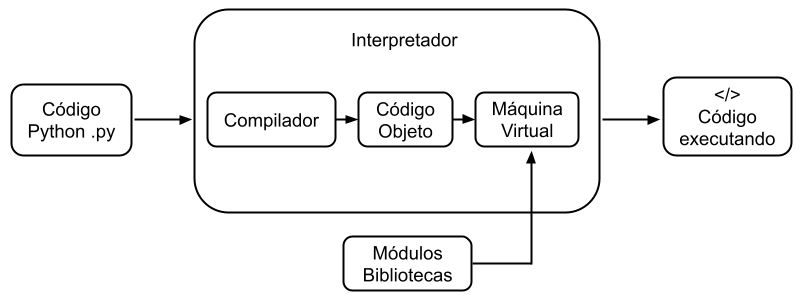 Interpretador
Código
Python .py
Compilador
Código
Objeto
Máquina
Virtual
</>
Código
executando
Módulos
Bibliotecas